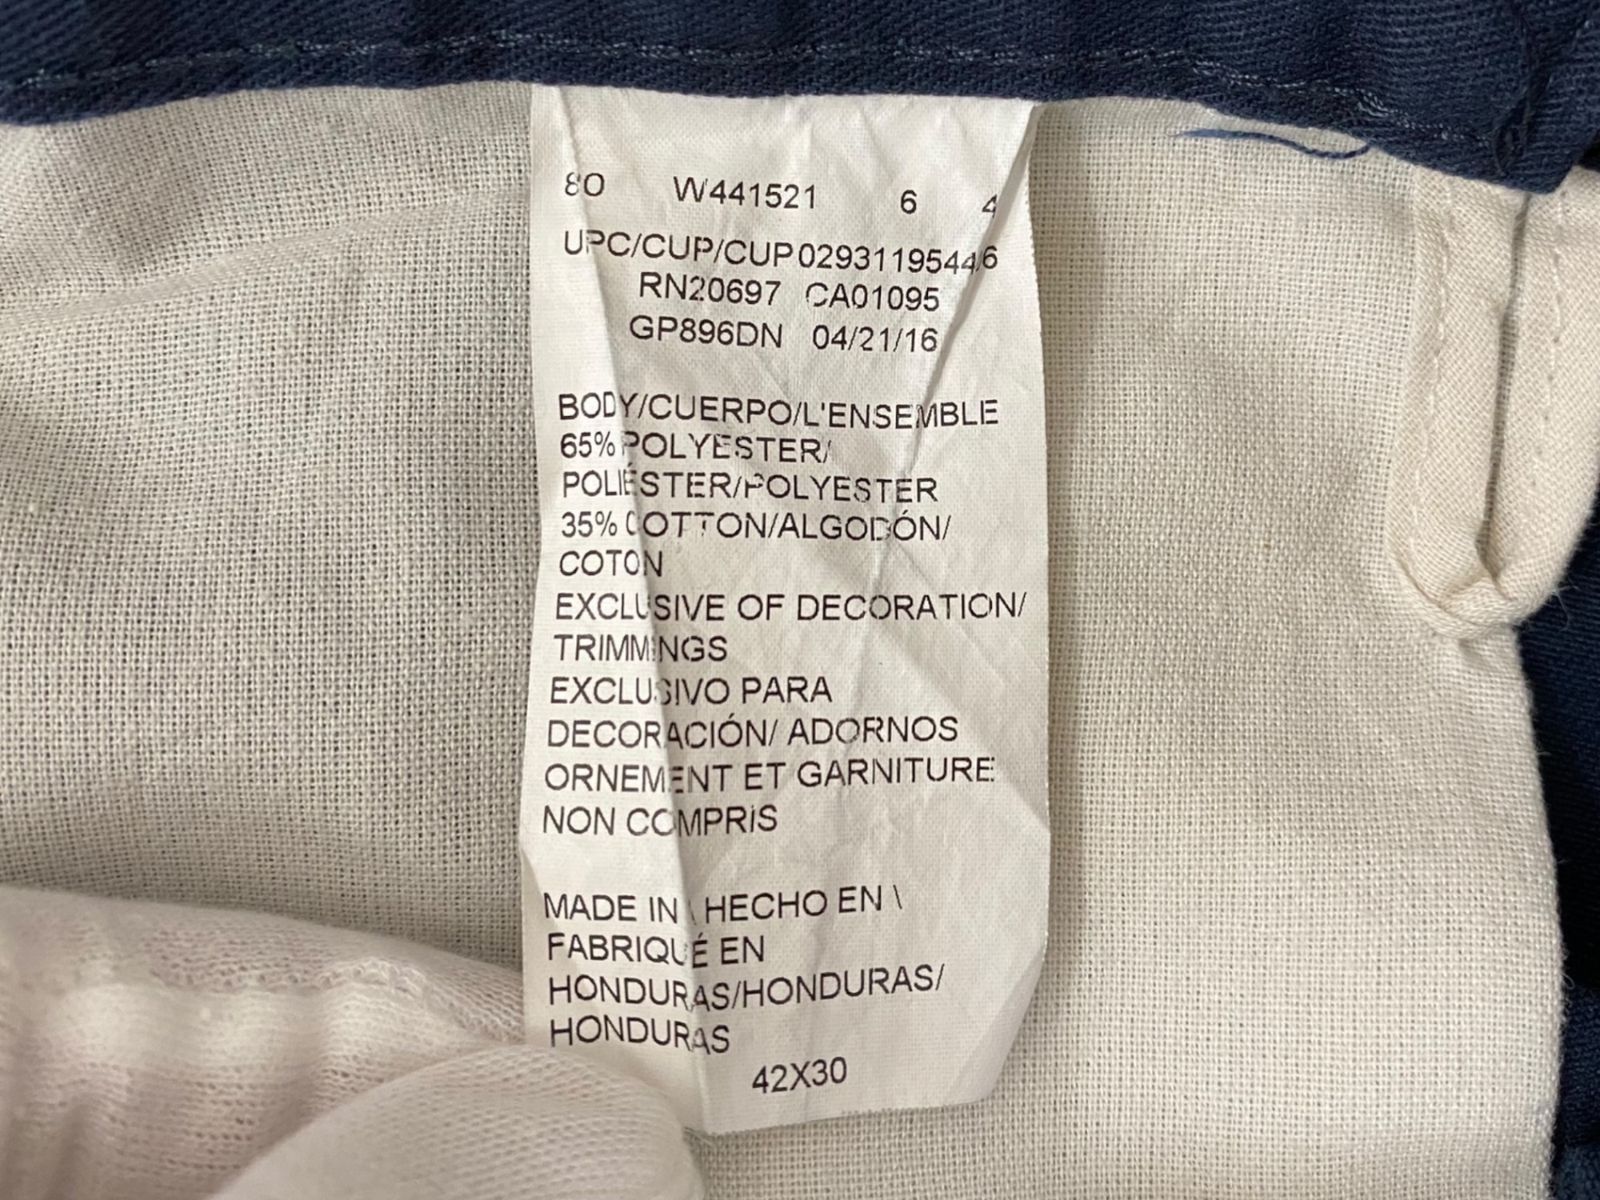 80 W441521 6 4
UPC/CUP/CUP 029311954446
RN20697 CA01095
GP896DN 04/21/16
BODY/CUERPO/L'ENSEMBLE
65% POLYESTER/
POLIÉSTER/POLYESTER
35% COTTON/ALGODÓN/
COTON
EXCLUSIVE OF DECORATION/
TRIMMINGS
EXCLUSIVO PARA
DECORACIÓN/ ADORNOS
ORNEMENT ET GARNITURE
NON COMPRIS
MADE IN \ HECHO EN \
FABRIQUÉ EN
HONDURAS/HONDURAS/
HONDURAS
42X30